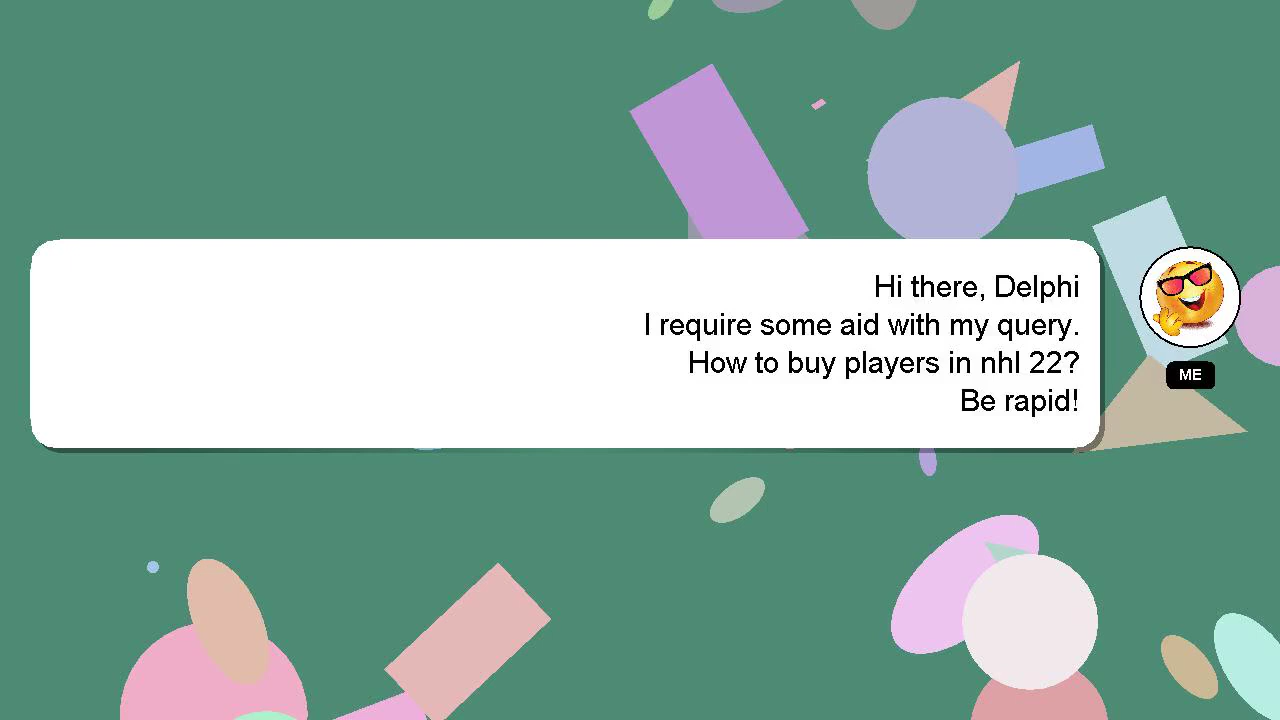 Hi there, Delphi
I require some aid with my query.
How to buy players in nhl 22?
Be rapid!
ME